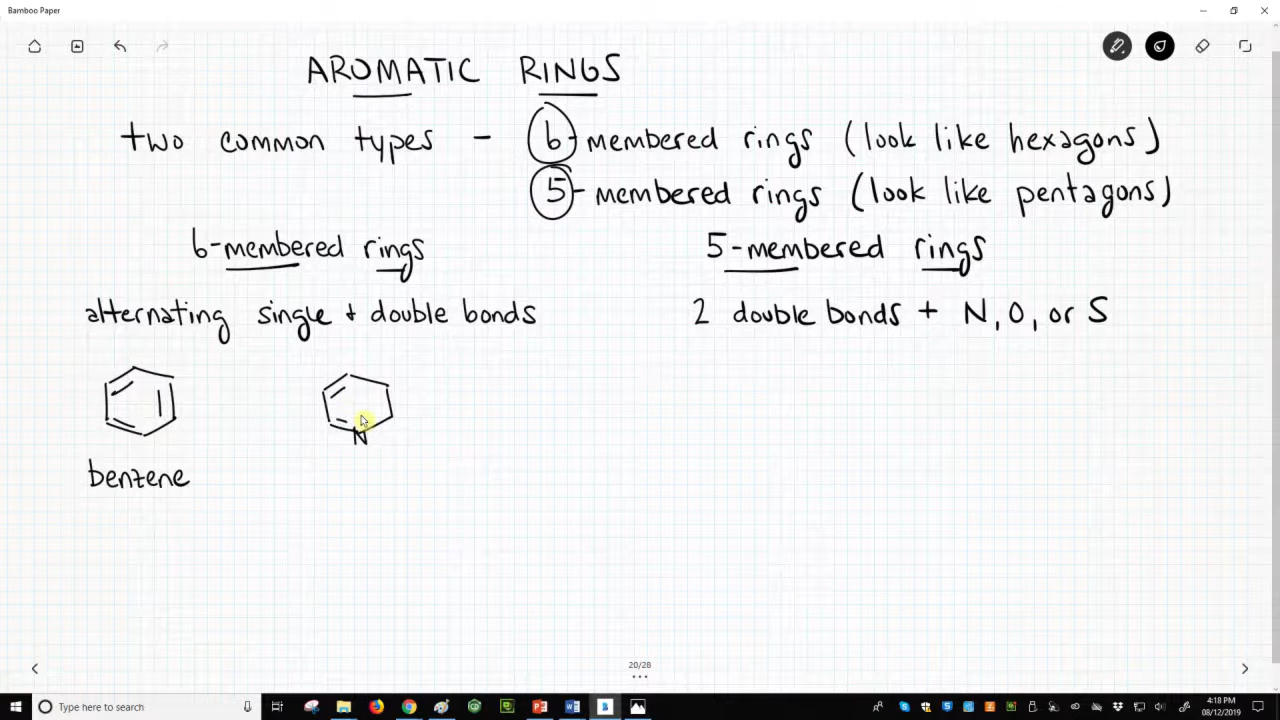 Bamboo Paper
AROMATIC RINGS
two common types - 6-membered rings (look like hexagons)
5-membered rings (look like pentagons)
6-membered rings
5-membered rings
alternating single + double bonds
2 double bonds + N, O, or S
N
benzene
20/28
Type here to search
4:18 PM
08/12/2019